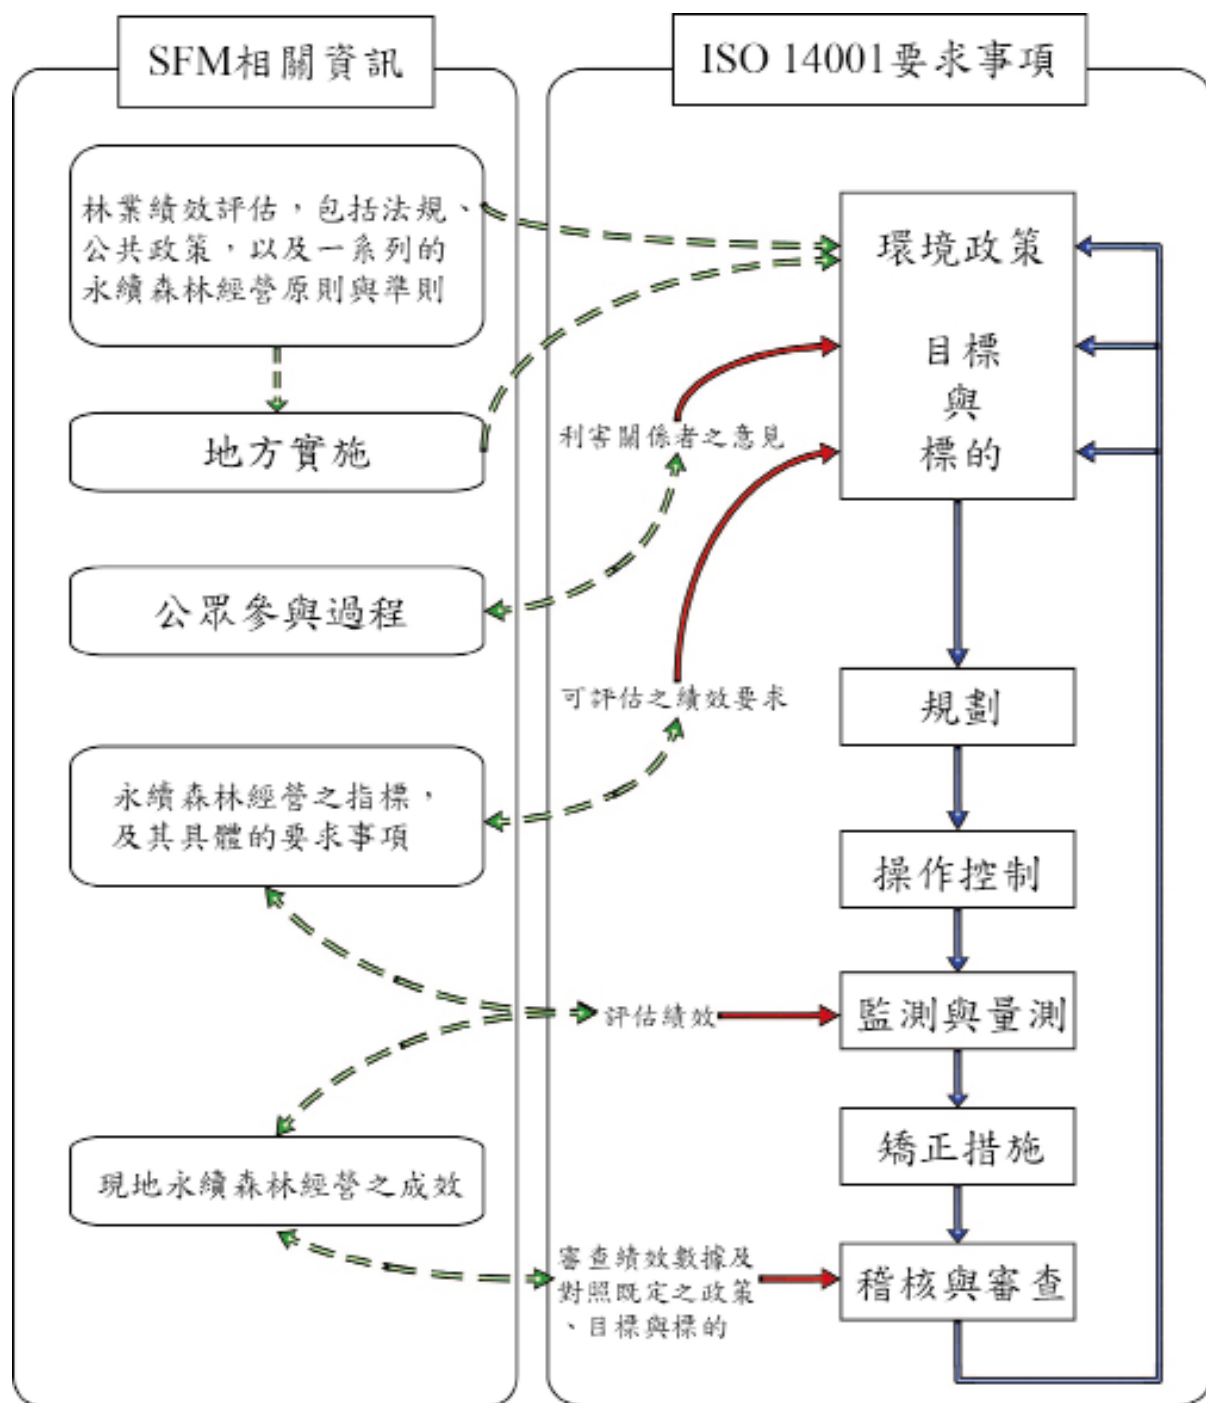 SFM相關資訊
林業績效評估，包括法規、
公共政策，以及一系列的
永續森林經營原則與準則
地方實施
公眾參與過程
永續森林經營之指標，
及其具體的要求事項
現地永續森林經營之成效
ISO 14001要求事項
利害關係者之意見
可評估之績效要求
評估績效
審查績效數據及
對照既定之政策
、目標與標的
環境政策
目標
與
標的
規劃
操作控制
監測與量測
矯正措施
稽核與審查